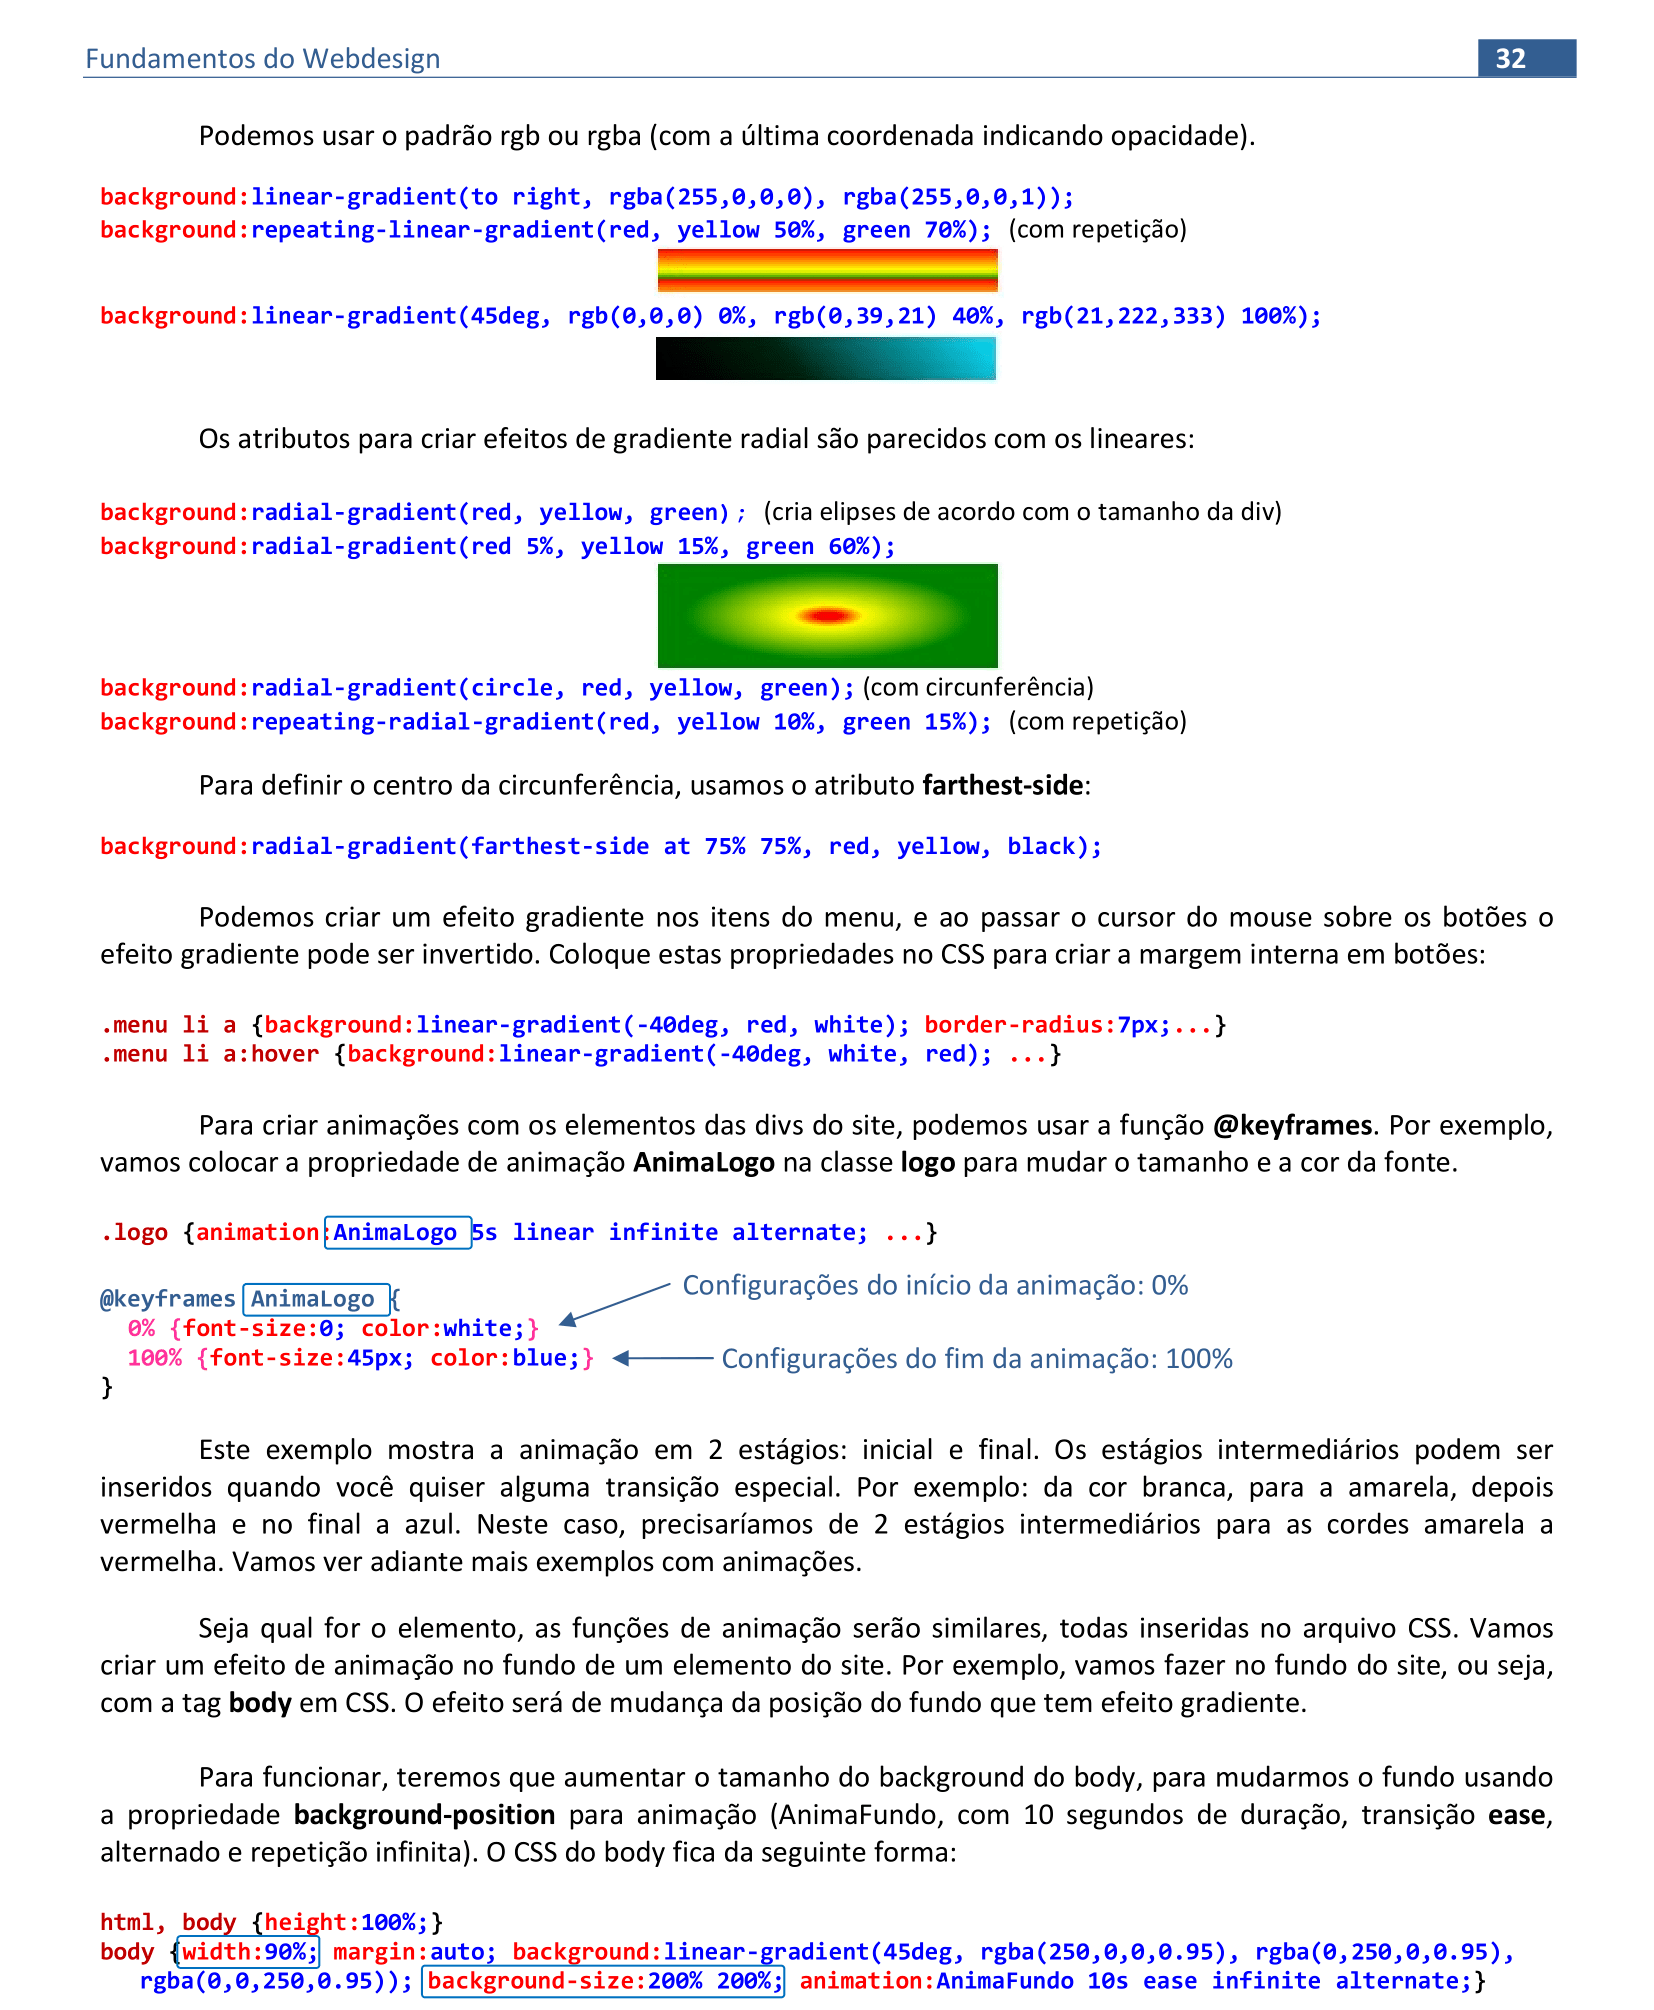 Fundamentos do Webdesign 32
Podemos usar o padrão rgb ou rgba (com a última coordenada indicando opacidade).
background:linear-gradient(to right, rgba(255,0,0,0), rgba(255,0,0,1));
background:repeating-linear-gradient(red, yellow 50%, green 70%); (com repetição)
background:linear-gradient(45deg, rgb(0,0,0) 0%, rgb(0,39,21) 40%, rgb(21,222,333) 100%);
Os atributos para criar efeitos de gradiente radial são parecidos com os lineares:
background:radial-gradient(red, yellow, green); (cria elipses de acordo com o tamanho da div)
background:radial-gradient(red 5%, yellow 15%, green 60%);
background:radial-gradient(circle, red, yellow, green); (com circunferência)
background:repeating-radial-gradient(red, yellow 10%, green 15%); (com repetição)
Para definir o centro da circunferência, usamos o atributo farthest-side:
background:radial-gradient(farthest-side at 75% 75%, red, yellow, black);
Podemos criar um efeito gradiente nos itens do menu, e ao passar o cursor do mouse sobre os botões o
efeito gradiente pode ser invertido. Coloque estas propriedades no CSS para criar a margem interna em botões:
.menu li a {background:linear-gradient(-40deg, red, white); border-radius:7px;...}
.menu li a:hover {background:linear-gradient(-40deg, white, red); ...}
Para criar animações com os elementos das divs do site, podemos usar a função @keyframes. Por exemplo,
vamos colocar a propriedade de animação AnimaLogo na classe logo para mudar o tamanho e a cor da fonte.
.logo {animation:AnimaLogo 5s linear infinite alternate; ...}
Configurações do início da animação: 0%
@keyframes AnimaLogo {
0% {font-size:0; color:white;}
100% {font-size:45px; color:blue;} Configurações do fim da animação: 100%
}
Este exemplo mostra a animação em 2 estágios: inicial e final. Os estágios intermediários podem ser
inseridos quando você quiser alguma transição especial. Por exemplo: da cor branca, para a amarela, depois
vermelha e no final a azul. Neste caso, precisaríamos de 2 estágios intermediários para as cordes amarela a
vermelha. Vamos ver adiante mais exemplos com animações.
Seja qual for o elemento, as funções de animação serão similares, todas inseridas no arquivo CSS. Vamos
criar um efeito de animação no fundo de um elemento do site. Por exemplo, vamos fazer no fundo do site, ou seja,
com a tag body em CSS. O efeito será de mudança da posição do fundo que tem efeito gradiente.
Para funcionar, teremos que aumentar o tamanho do background do body, para mudarmos o fundo usando
a propriedade background-position para animação (AnimaFundo, com 10 segundos de duração, transição ease,
alternado e repetição infinita). O CSS do body fica da seguinte forma:
html, body {height:100%;}
body {width:90%; margin:auto; background:linear-gradient(45deg, rgba(250,0,0,0.95), rgba(0,250,0,0.95),
rgba(0,0,250,0.95)); background-size:200% 200%; animation:AnimaFundo 10s ease infinite alternate;}